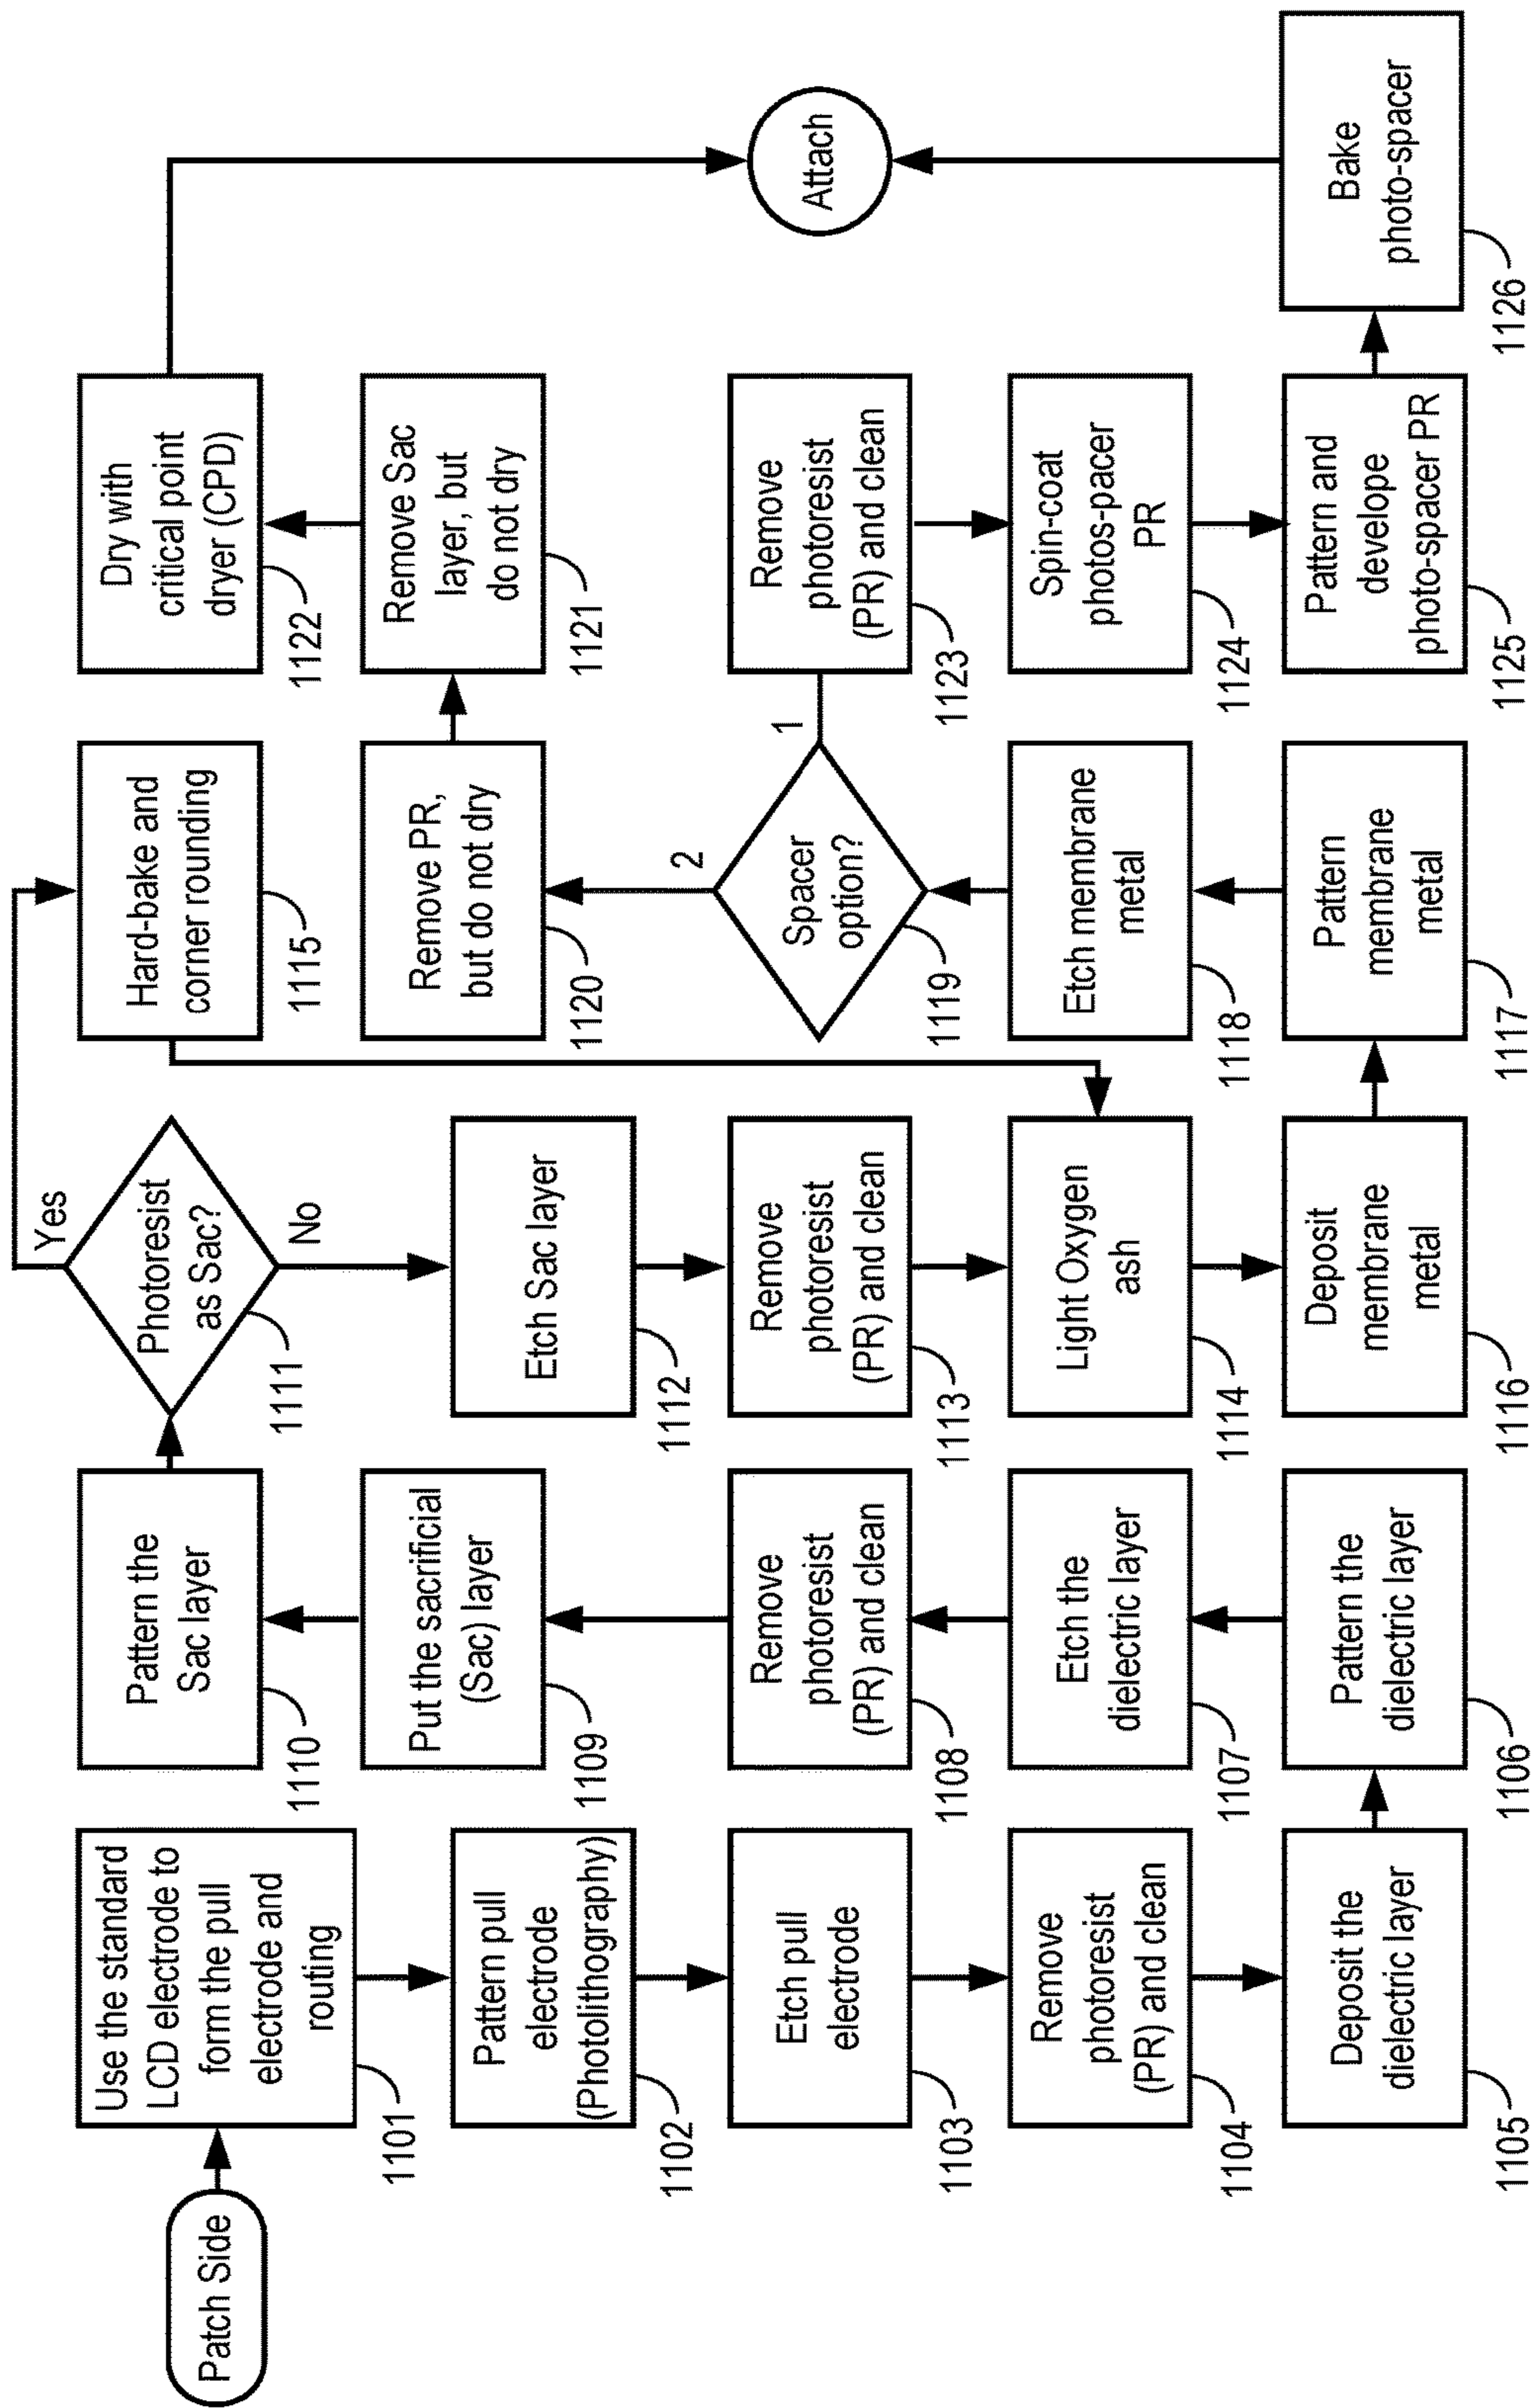 Patch Side
Use the standard
LCD electrode to
form the pull
electrode and
routing
1101
Pattern pull
electrode
(Photolithography)
1102
Etch pull
electrode
1103
Remove
photoresist
(PR) and clean
1104
Deposit the
dielectric layer
1105
Pattern the
dielectric layer
1106
Etch the
dielectric layer
1107
Remove
photoresist
(PR) and clean
1108
Put the sacrificial
(Sac) layer
1109
Pattern the
Sac layer
1110
Photoresist
as Sac?
1111
Yes
No
Etch Sac layer
1112
Remove
photoresist
(PR) and clean
1113
Light Oxygen
ash
1114
Hard-bake and
corner rounding
1115
Deposit
membrane
metal
1116
Pattern
membrane
metal
1117
Etch membrane
metal
1118
Spacer
option?
1119
2
1
Remove PR,
but do not dry
1120
Remove Sac
layer, but
do not dry
1121
Dry with
critical point
dryer (CPD)
1122
Remove
photoresist
(PR) and clean
1123
Spin-coat
photos-pacer
PR
1124
Pattern and
develope
photo-spacer PR
1125
Bake
photo-spacer
1126
Attach